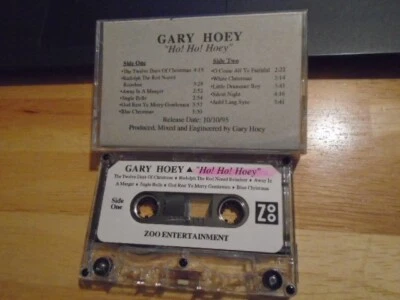 GARY HOEY
"Ho! Ho! Hoey"
Side One
•The Twelve Days Of Christmas
•Rudolph The Red Nosed
Reindeer
•Away In A Manger
•Jingle Bells
•God Rest Ye Merry Gentlemen
•Blue Christmas
Side Two
•O Come All Ye Faithful
•White Christmas
•Little Drummer Boy
•Silent Night
•Auld Lang Syne
Release Date: 10/10/95
Produced, Mixed and Engineered by Gary Hoey
GARY HOEY ▲ "Ho! Ho! Hoey"
The Twelve Days Of Christmas • Rudolph The Red Nosed Reindeer • Away In
A Manger • Jingle Bells • God Rest Ye Merry Gentlemen • Blue Christmas
Side
One
ZOO
ZOO ENTERTAINMENT